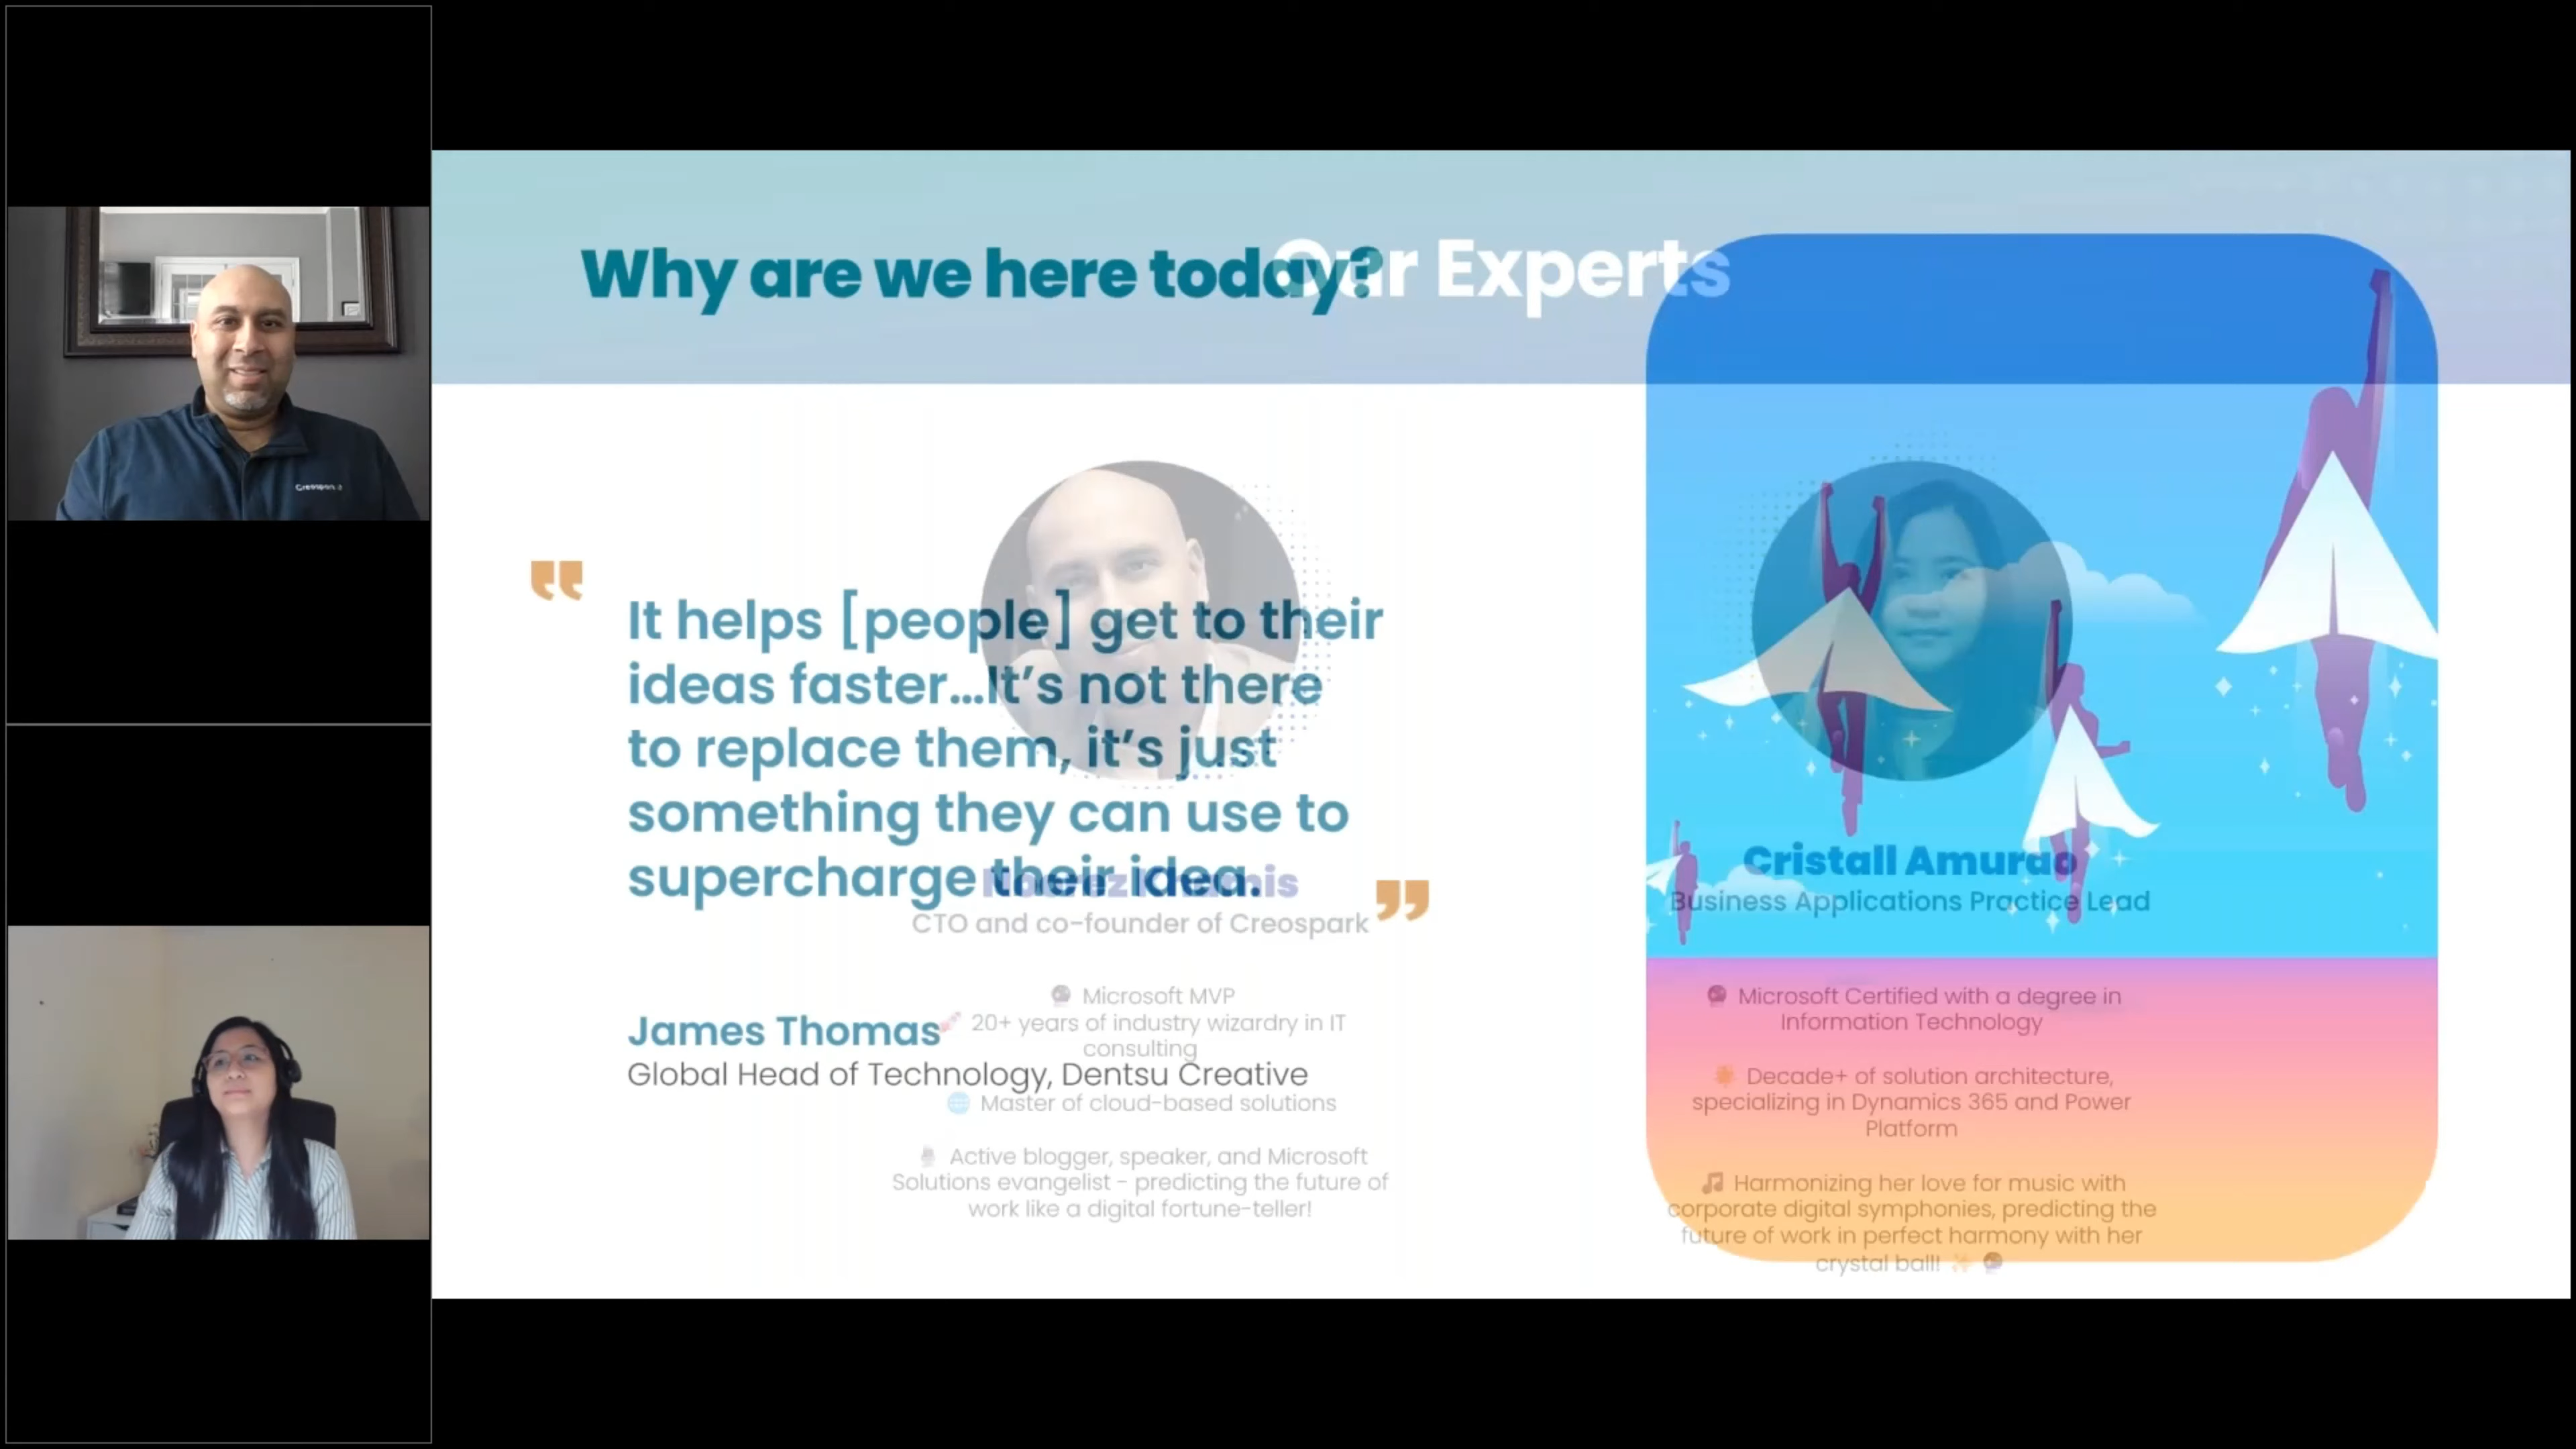 Why are we here today?
Our Experts
It helps [people] get to their
ideas faster...It's not there
to replace them, it's just
something they can use to
supercharge their idea.
James Thomas
Global Head of Technology, Dentsu Creative
CTO and co-founder of Creospark
Microsoft MVP
20+ years of industry wizardry in IT
consulting
Master of cloud-based solutions
Active blogger, speaker, and Microsoft
Solutions evangelist - predicting the future of
work like a digital fortune-teller!
Cristall Amurao
Business Applications Practice Lead
Microsoft Certified with a degree in
Information Technology
Decade+ of solution architecture,
specializing in Dynamics 365 and Power
Platform
Harmonizing her love for music with
corporate digital symphonies, predicting the
future of work in perfect harmony with her
crystal ball!